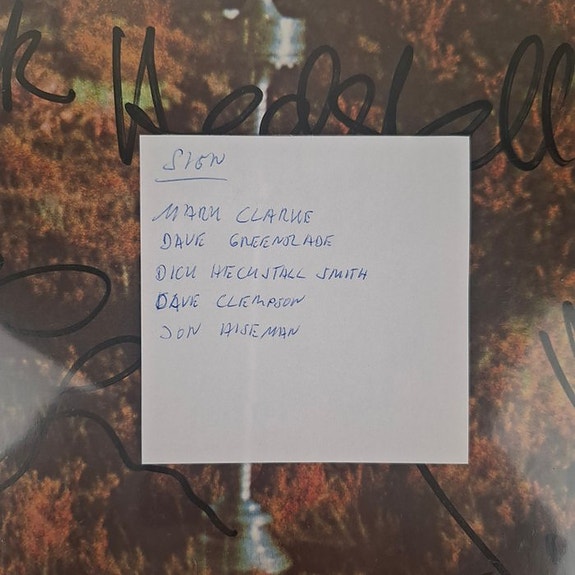 SIGN
MARK CLARKE
DAVE GREENSLADE
DICK HECKSTALL SMITH
DAVE CLEMPSON
JON HISEMAN